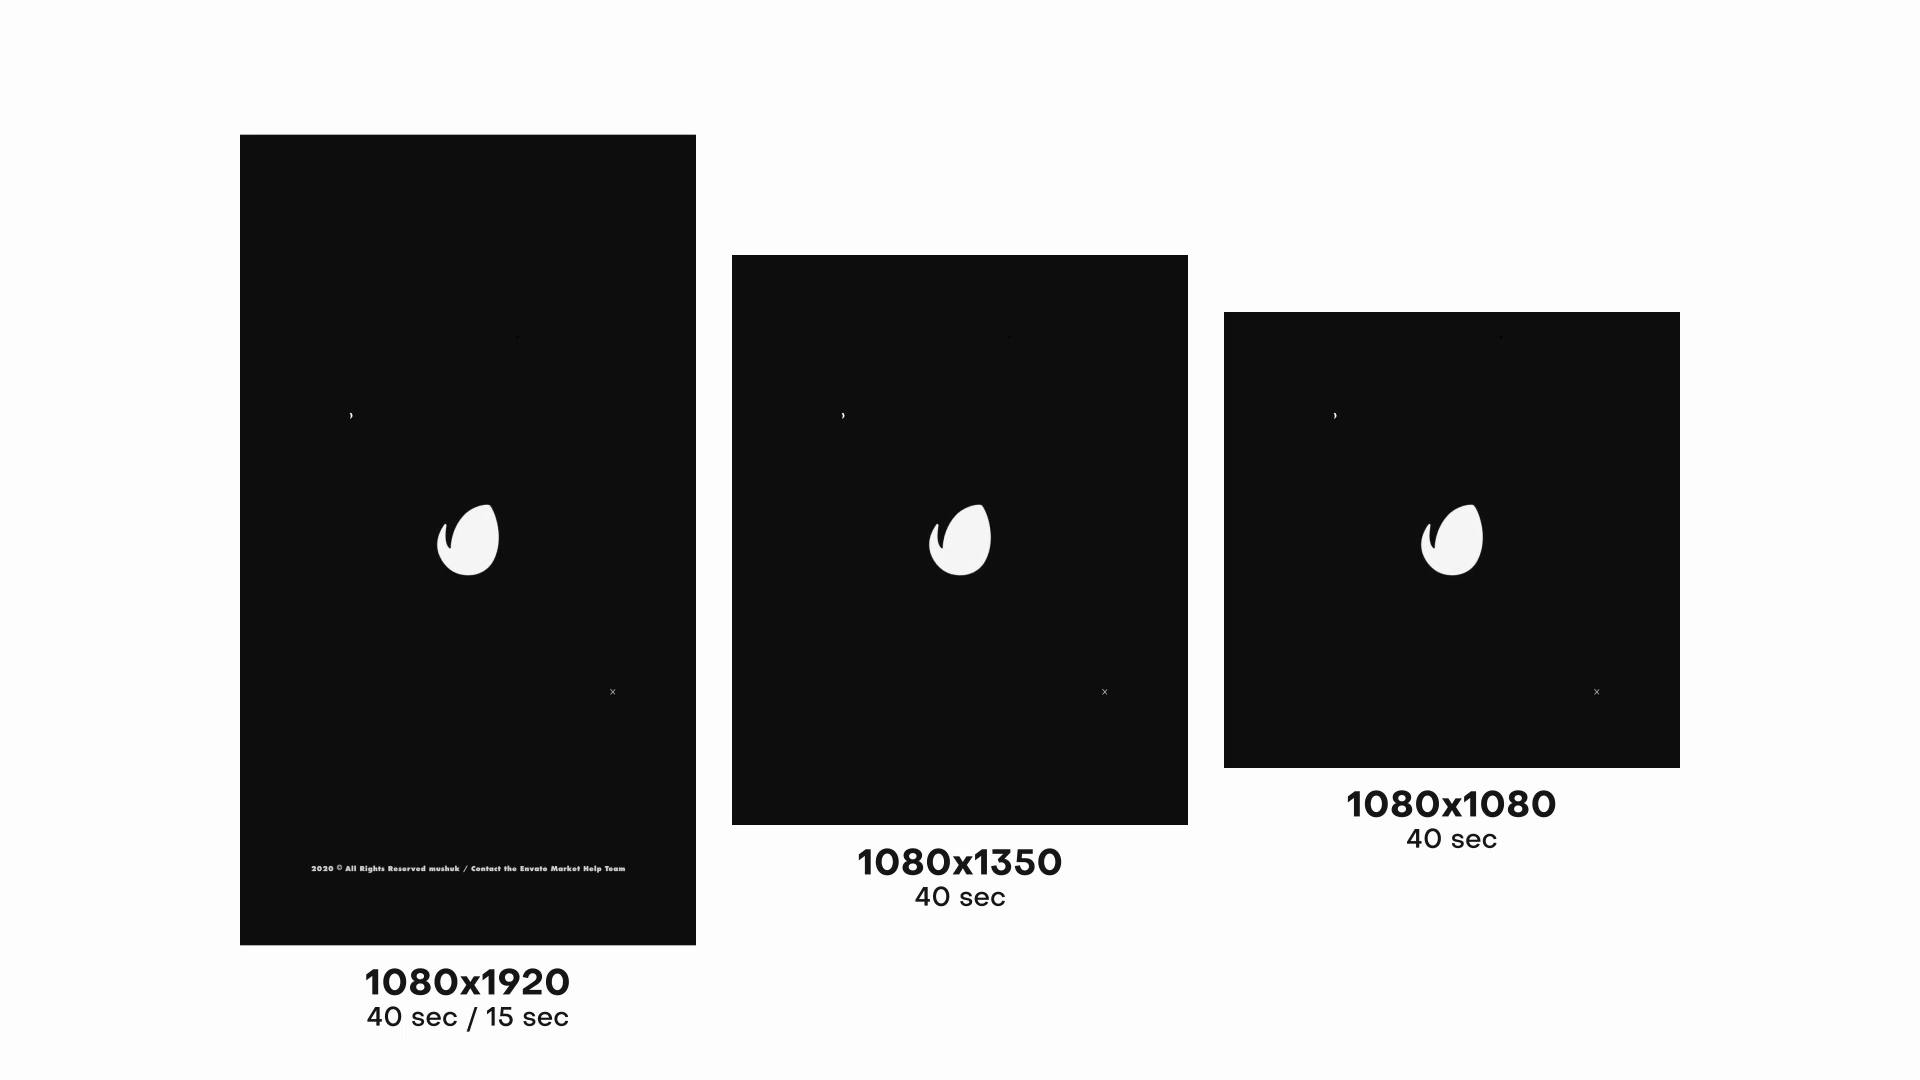 2020 © All Rights Reserved mushuk / Contact the Envato Market Help Team
1080x1920
40 sec / 15 sec
1080x1350
40 sec
1080x1080
40 sec